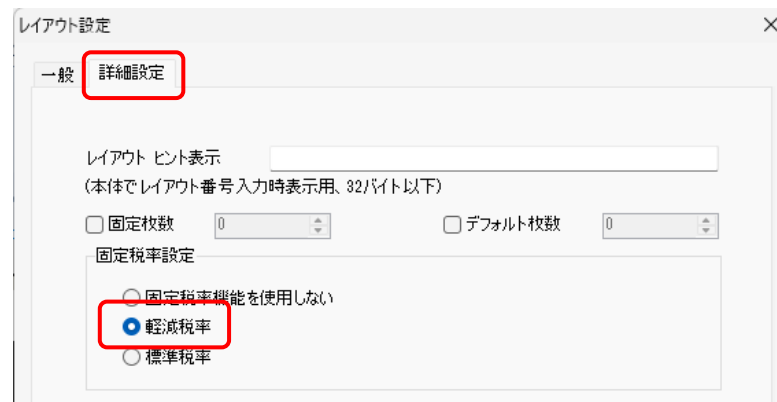 レイアウト設定
一般 詳細設定
レイアウト ヒント表示
(本体でレイアウト番号入力時表示用、32バイト以下)
固定枚数 0 デフォルト枚数 0
固定税率設定
固定税率機能を使用しない
軽減税率
標準税率